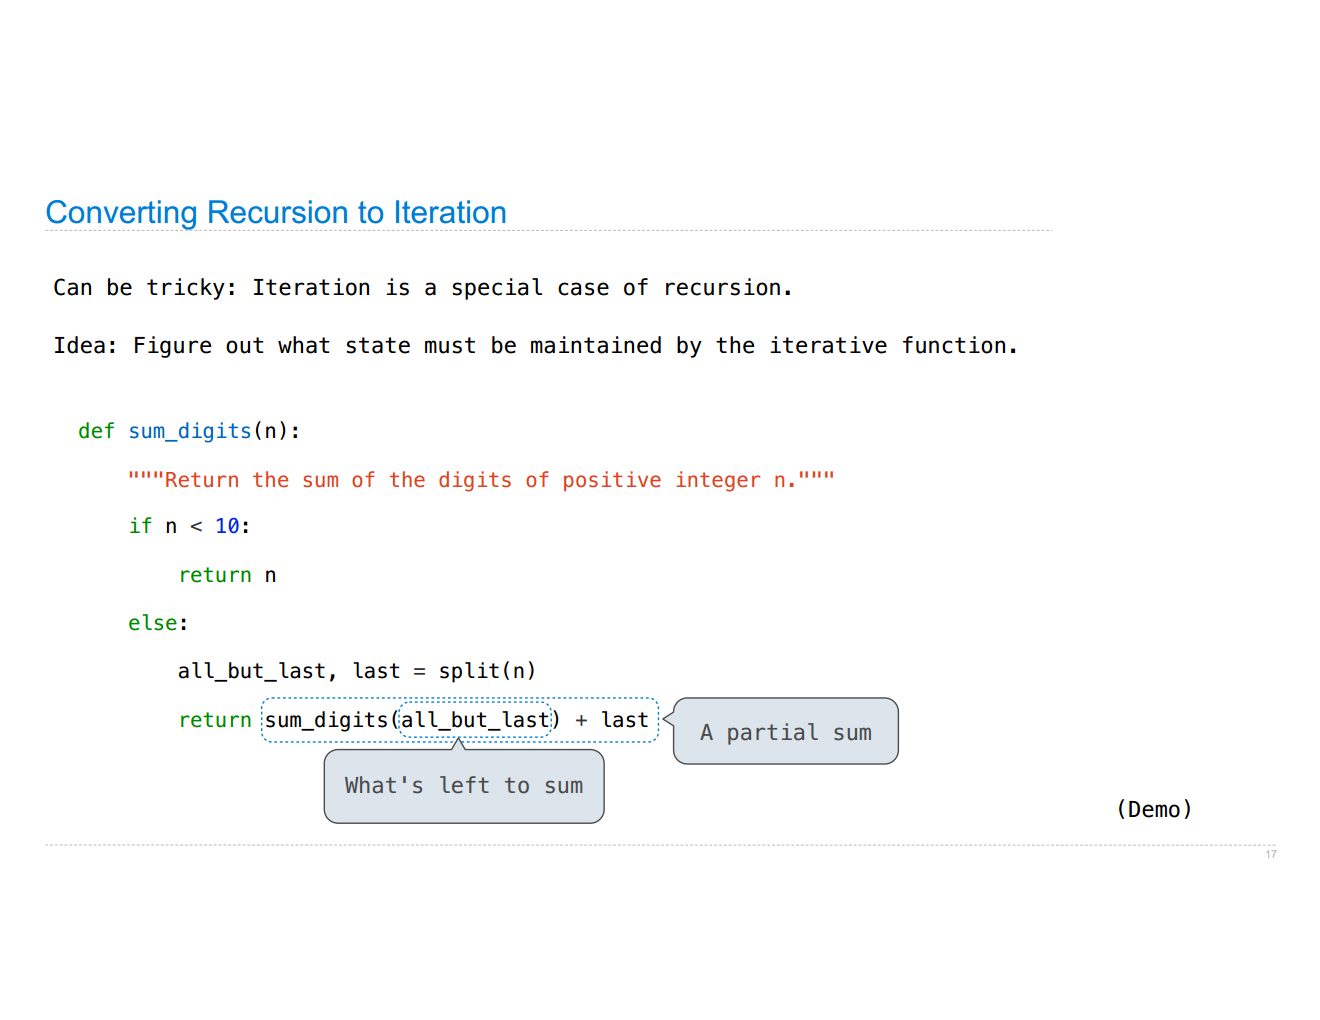 Converting Recursion to Iteration
Can be tricky: Iteration is a special case of recursion.
Idea: Figure out what state must be maintained by the iterative function.
def sum_digits(n):
    """Return the sum of the digits of positive integer n."""
    if n < 10:
        return n
    else:
        all_but_last, last = split(n)
        return sum_digits(all_but_last) + last
A partial sum
What's left to sum
(Demo)
17